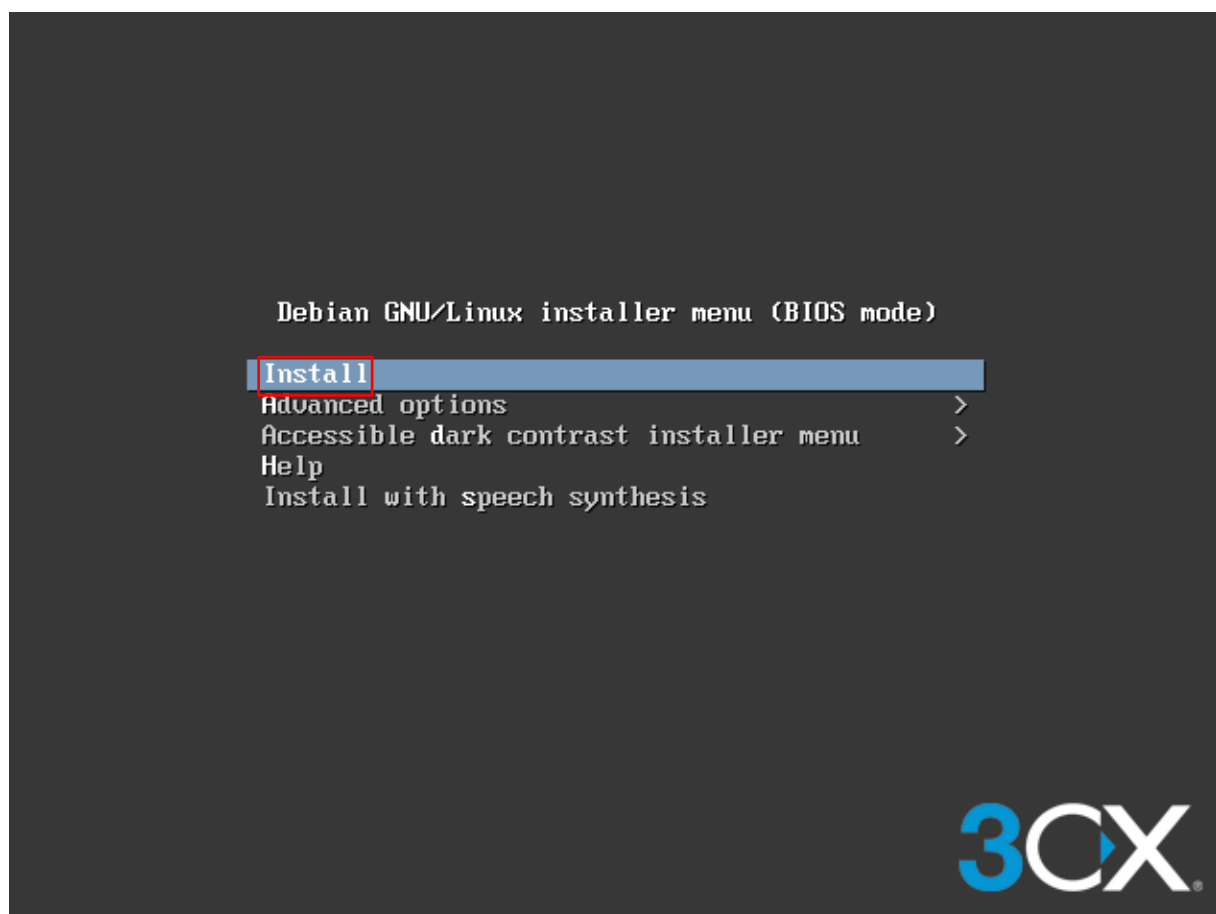 Debian GNU/Linux installer menu (BIOS mode)
Install
Advanced options >
Accessible dark contrast installer menu >
Help
Install with speech synthesis
3CX®